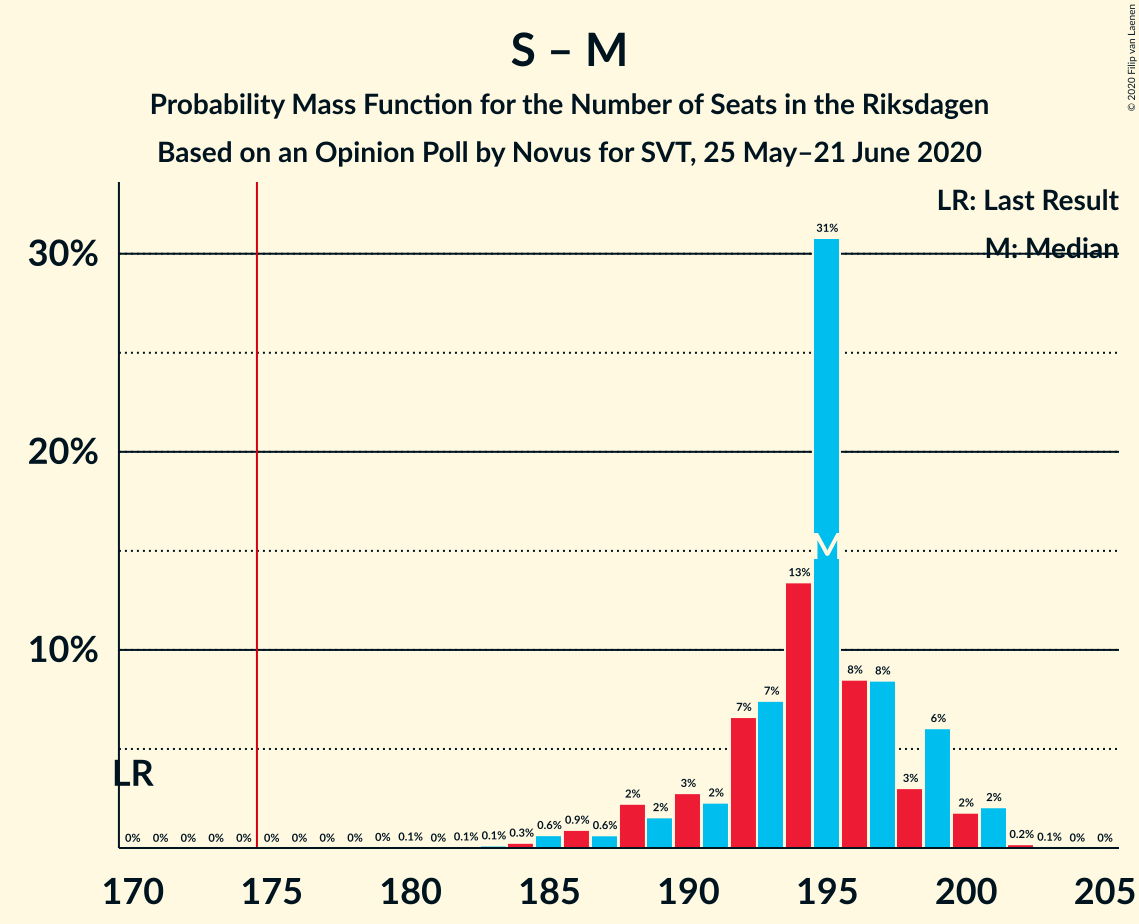 S – M
Probability Mass Function for the Number of Seats in the Riksdagen
Based on an Opinion Poll by Novus for SVT, 25 May–21 June 2020
© 2020 Filip van Laenen
LR: Last Result
M: Median
30%
20%
10%
LR
M
0% 0% 0% 0% 0% 0% 0% 0% 0% 0% 0.1% 0% 0.1% 0.1% 0.3% 0.6% 0.9% 0.6% 2% 2% 3% 2% 7% 7% 13% 31% 8% 8% 3% 6% 2% 2% 0.2% 0.1% 0% 0%
170 175 180 185 190 195 200 205